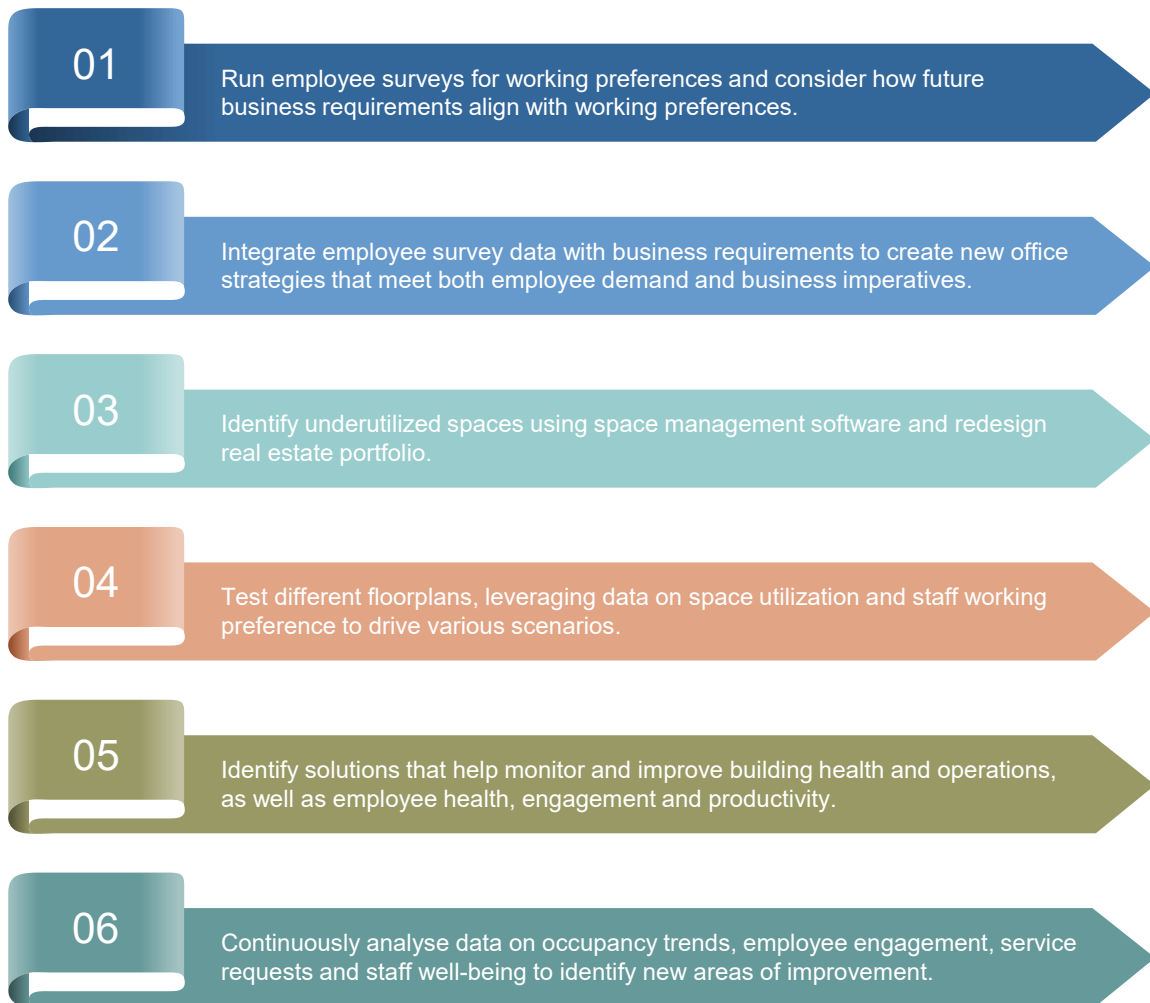 01
Run employee surveys for working preferences and consider how future
business requirements align with working preferences.
02
Integrate employee survey data with business requirements to create new office
strategies that meet both employee demand and business imperatives.
03
Identify underutilized spaces using space management software and redesign
real estate portfolio.
04
Test different floorplans, leveraging data on space utilization and staff working
preference to drive various scenarios.
05
Identify solutions that help monitor and improve building health and operations,
as well as employee health, engagement and productivity.
06
Continuously analyse data on occupancy trends, employee engagement, service
requests and staff well-being to identify new areas of improvement.